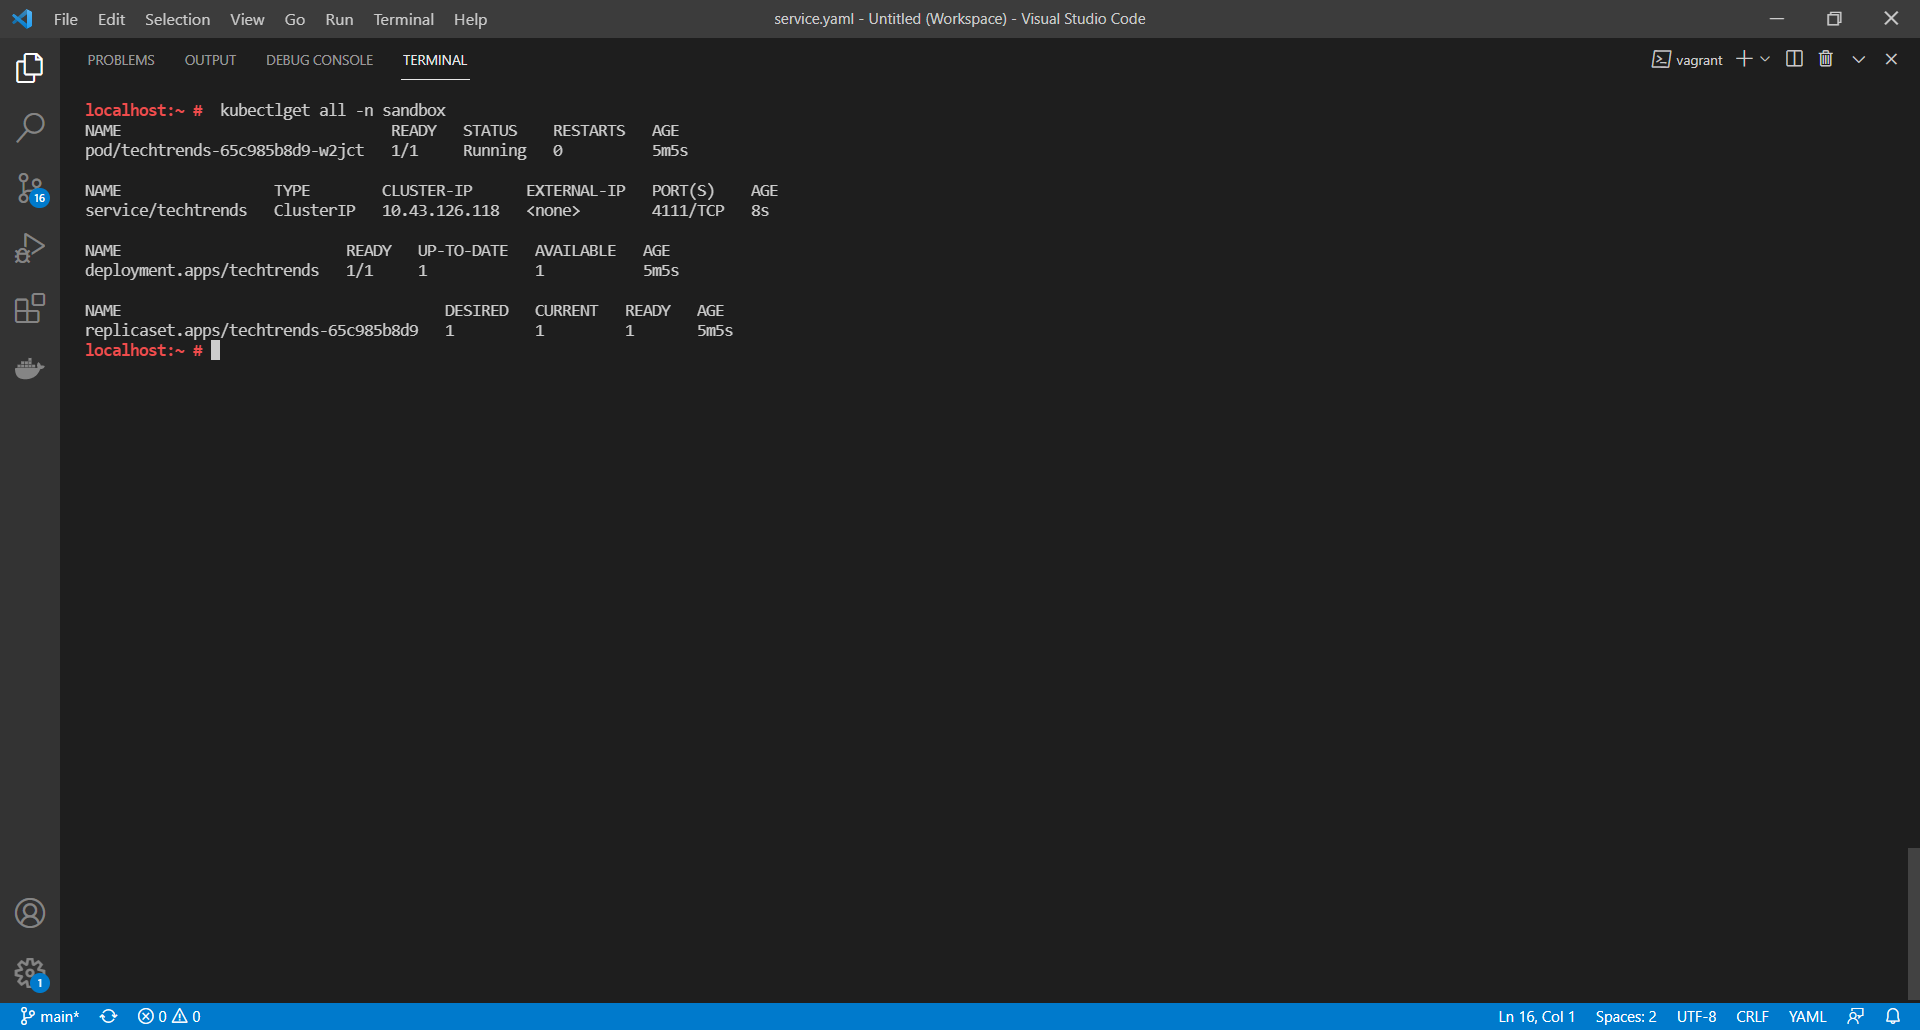 File Edit Selection View Go Run Terminal Help service.yaml - Untitled (Workspace) - Visual Studio Code
PROBLEMS OUTPUT DEBUG CONSOLE TERMINAL vagrant
localhost:~ # kubectlget all -n sandbox
NAME READY STATUS RESTARTS AGE
pod/techtrends-65c985b8d9-w2jct 1/1 Running 0 5m5s
NAME TYPE CLUSTER-IP EXTERNAL-IP PORT(S) AGE
service/techtrends ClusterIP 10.43.126.118 <none> 4111/TCP 8s
NAME READY UP-TO-DATE AVAILABLE AGE
deployment.apps/techtrends 1/1 1 1 5m5s
NAME DESIRED CURRENT READY AGE
replicaset.apps/techtrends-65c985b8d9 1 1 1 5m5s
localhost:~ #
16
1
main* 0 0 Ln 16, Col 1 Spaces: 2 UTF-8 CRLF YAML